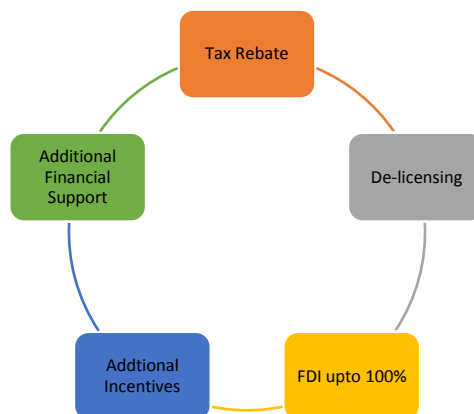 Tax Rebate
De-licensing
FDI upto 100%
Addtional
Incentives
Additional
Financial
Support